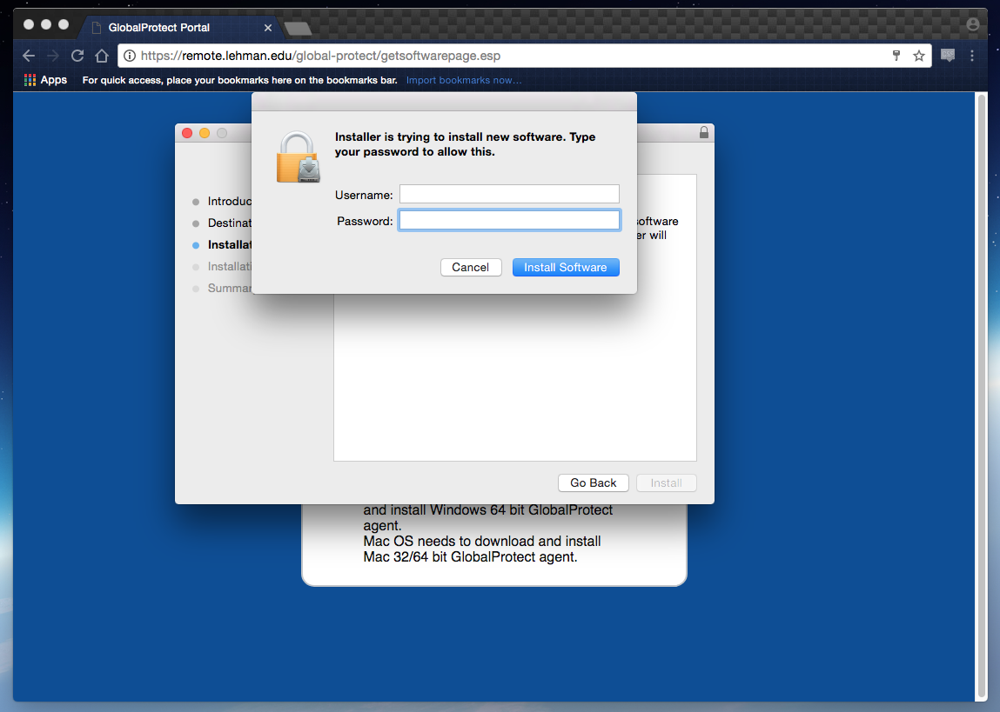 GlobalProtect Portal
https://remote.lehman.edu/global-protect/getsoftwarepage.esp
Apps For quick access, place your bookmarks here on the bookmarks bar. Import bookmarks now...
Installer is trying to install new software. Type
your password to allow this.
Username:
Password:
Cancel Install Software
Introduc
Destinat
Installat
Installati
Summar
oftware
er will
Go Back Install
and install Windows 64 bit GlobalProtect
agent.
Mac OS needs to download and install
Mac 32/64 bit GlobalProtect agent.